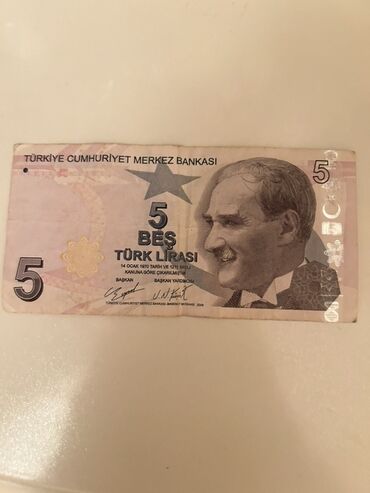 TÜRKİYE CUMHURİYET MERKEZ BANKASI
5
5
BEŞ
TÜRK LİRASI
14 OCAK 1970 TARİH VE 1211 SAYILI
KANUNA GÖRE ÇIKARILMIŞTIR
BAŞKAN BAŞKAN YARDIMCISI
5